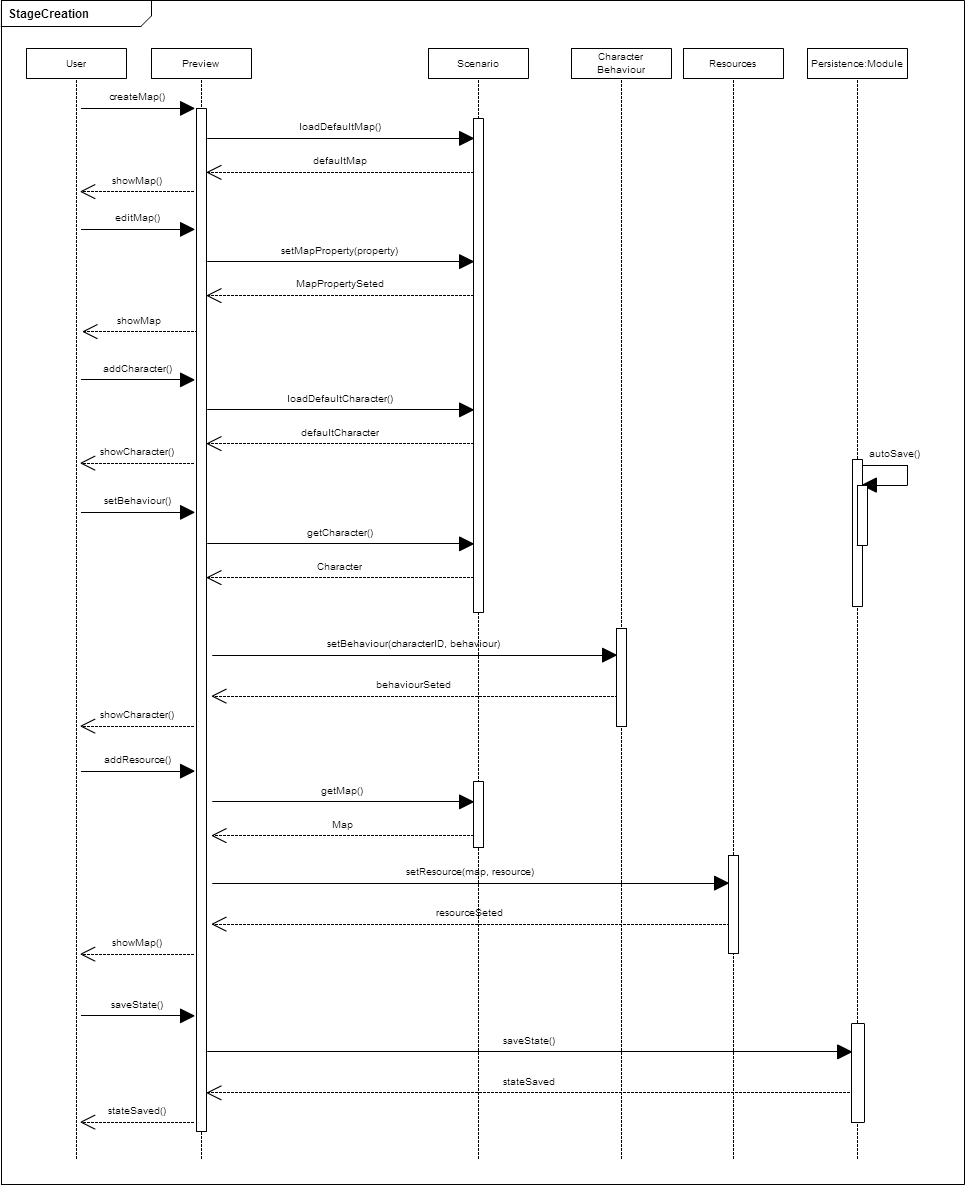 StageCreation
User
Preview
Scenario
Character
Behaviour
Resources
Persistence:Module
createMap()
loadDefaultMap()
defaultMap
showMap()
editMap()
setMapProperty(property)
MapPropertySeted
showMap
addCharacter()
loadDefaultCharacter()
defaultCharacter
showCharacter()
autoSave()
setBehaviour()
getCharacter()
Character
setBehaviour(characterID, behaviour)
behaviourSeted
showCharacter()
addResource()
getMap()
Map
setResource(map, resource)
resourceSeted
showMap()
saveState()
saveState()
stateSaved
stateSaved()